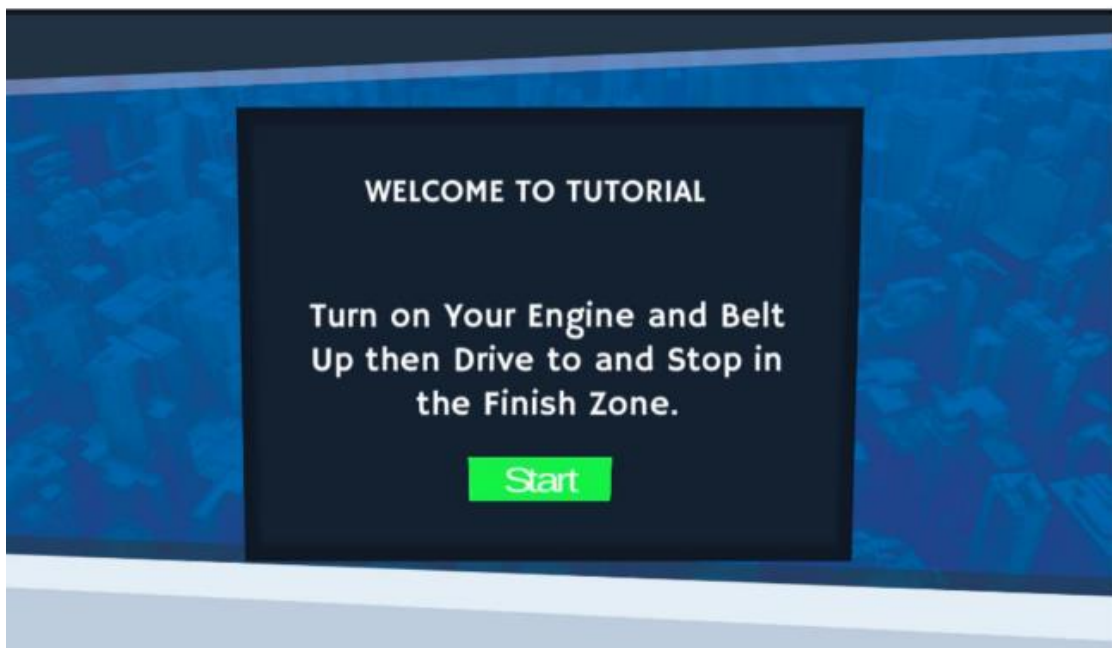 WELCOME TO TUTORIAL
Turn on Your Engine and Belt
Up then Drive to and Stop in
the Finish Zone.
Start